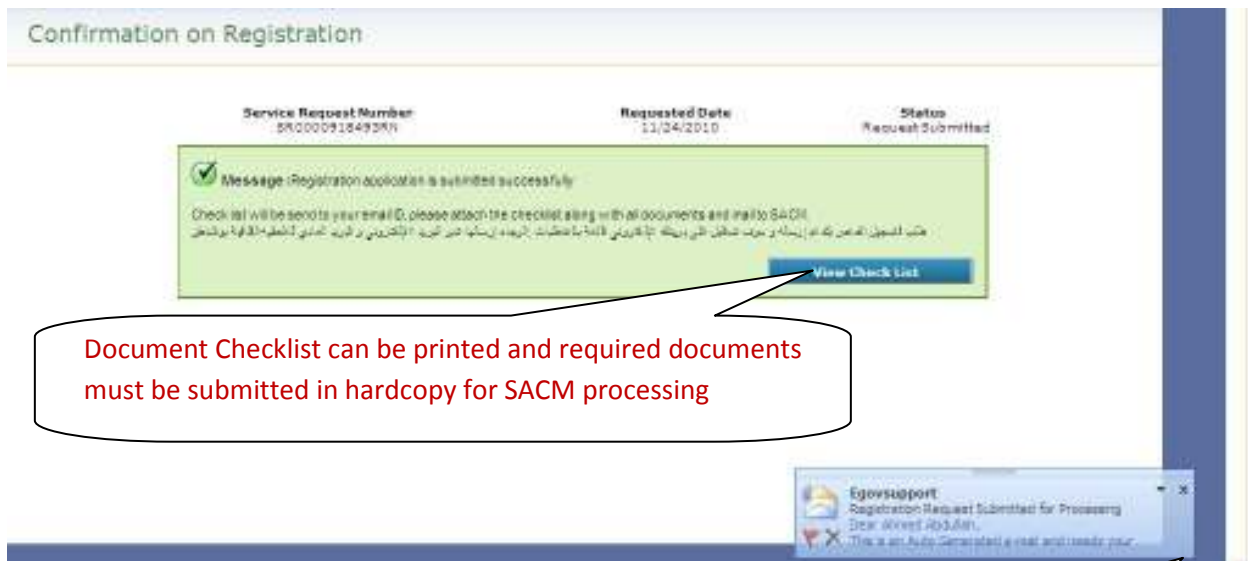 Confirmation on Registration
Service Request Number Requested Date Status
SR0000918493RN 11/24/2010 Request Submitted
Message :Registration application is submitted successfully
Check list will be send to your email ID, please attach the checklist along with all documents and mail to SACM.
View Check List
Document Checklist can be printed and required documents
must be submitted in hardcopy for SACM processing
Egovsupport
Registration Request Submitted for Processing
Dear Ahmed Abdullah,
This is an Auto Generated e-mail and needs your